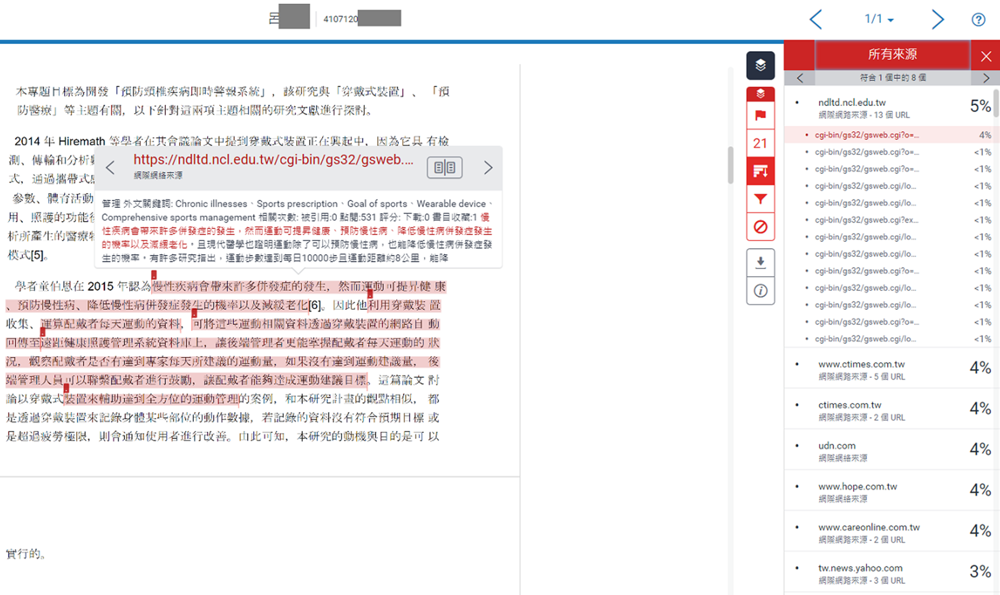 呂
4107120
1/1
所有來源
符合 1 個中的 8 個
本專題目標為開發「預防頸椎疾病即時警報系統」，該研究與「穿戴式裝置」、「預
防醫療」等主題有關，以下針對這兩項主題相關的研究文獻進行探討。
2014 年 Hiremath 等學者在其會議論文中提到穿戴式裝置正在興起中，因為它具 有檢
測、傳輸和分析
式，通過攜帶式
參數、體育活動
用、照護的功能
析所產生的醫療
模式[5]。
https://ndltd.ncl.edu.tw/cgi-bin/gs32/gsweb....
網際網絡來源
管理 外文關鍵詞: Chronic illnesses、Sports prescription、Goal of sports、Wearable device、
Comprehensive sports management 相關次數: 被引用:0 點閱:531 評分: 下載:0 書目收藏:1 慢
性疾病會帶來許多併發症的發生，然而運動可提昇健康、預防慢性病、降低慢性病併發症發生
的機率以及減緩老化。且現代醫學也證明運動除了可以預防慢性病，也能降低慢性病併發症發
生的機率。有許多研究指出，運動步數達到每日10000步且運動距離約8公里，能降
學者童伯恩在 2015 年認為慢性疾病會帶來許多併發症的發生，然而運動可提昇健 康
、預防慢性病、降低慢性病併發症發生的機率以及減緩老化[6]。因此他利用穿戴裝 置
收集、運算配戴者每天運動的資料，可將這些運動相關資料透過穿戴裝置的網路自 動
回傳至遠距健康照護管理系統資料庫上，讓後端管理者更能掌握配戴者每天運動的 狀
況，觀察配戴者是否有達到專家每天所建議的運動量，如果沒有達到運動建議量， 後
端管理人員可以聯繫配戴者進行鼓勵，讓配戴者能夠達成運動建議目標。這篇論文 討
論以穿戴式裝置來輔助達到全方位的運動管理的案例，和本研究計畫的觀點相似， 都
是透過穿戴裝置來記錄身體某些部位的動作數據，若記錄的資料沒有符合預期目標 或
是超過疲勞極限，則會通知使用者進行改善。由此可知，本研究的動機與目的是可 以
實行的。
21
ndltd.ncl.edu.tw 5%
網際網路來源 - 13 個 URL
cgi-bin/gs32/gsweb.cgi?o=... 4%
cgi-bin/gs32/gsweb.cgi?o=... <1%
cgi-bin/gs32/gsweb.cgi?o=... <1%
cgi-bin/gs32/gsweb.cgi/lo... <1%
cgi-bin/gs32/gsweb.cgi/lo... <1%
cgi-bin/gs32/gsweb.cgi?ex... <1%
cgi-bin/gs32/gsweb.cgi/lo... <1%
cgi-bin/gs32/gsweb.cgi/lo... <1%
cgi-bin/gs32/gsweb.cgi?o=... <1%
cgi-bin/gs32/gsweb.cgi/lo... <1%
cgi-bin/gs32/gsweb.cgi/lo... <1%
cgi-bin/gs32/gsweb.cgi?o=... <1%
cgi-bin/gs32/gsweb.cgi/lo... <1%
www.ctimes.com.tw 4%
網際網路來源 - 5 個 URL
ctimes.com.tw 4%
網際網路來源 - 2 個 URL
udn.com 4%
網際網絡來源
www.hope.com.tw 4%
網際網絡來源
www.careonline.com.tw 4%
網際網路來源 - 2 個 URL
tw.news.yahoo.com 3%
網際網路來源 - 3 個 URL